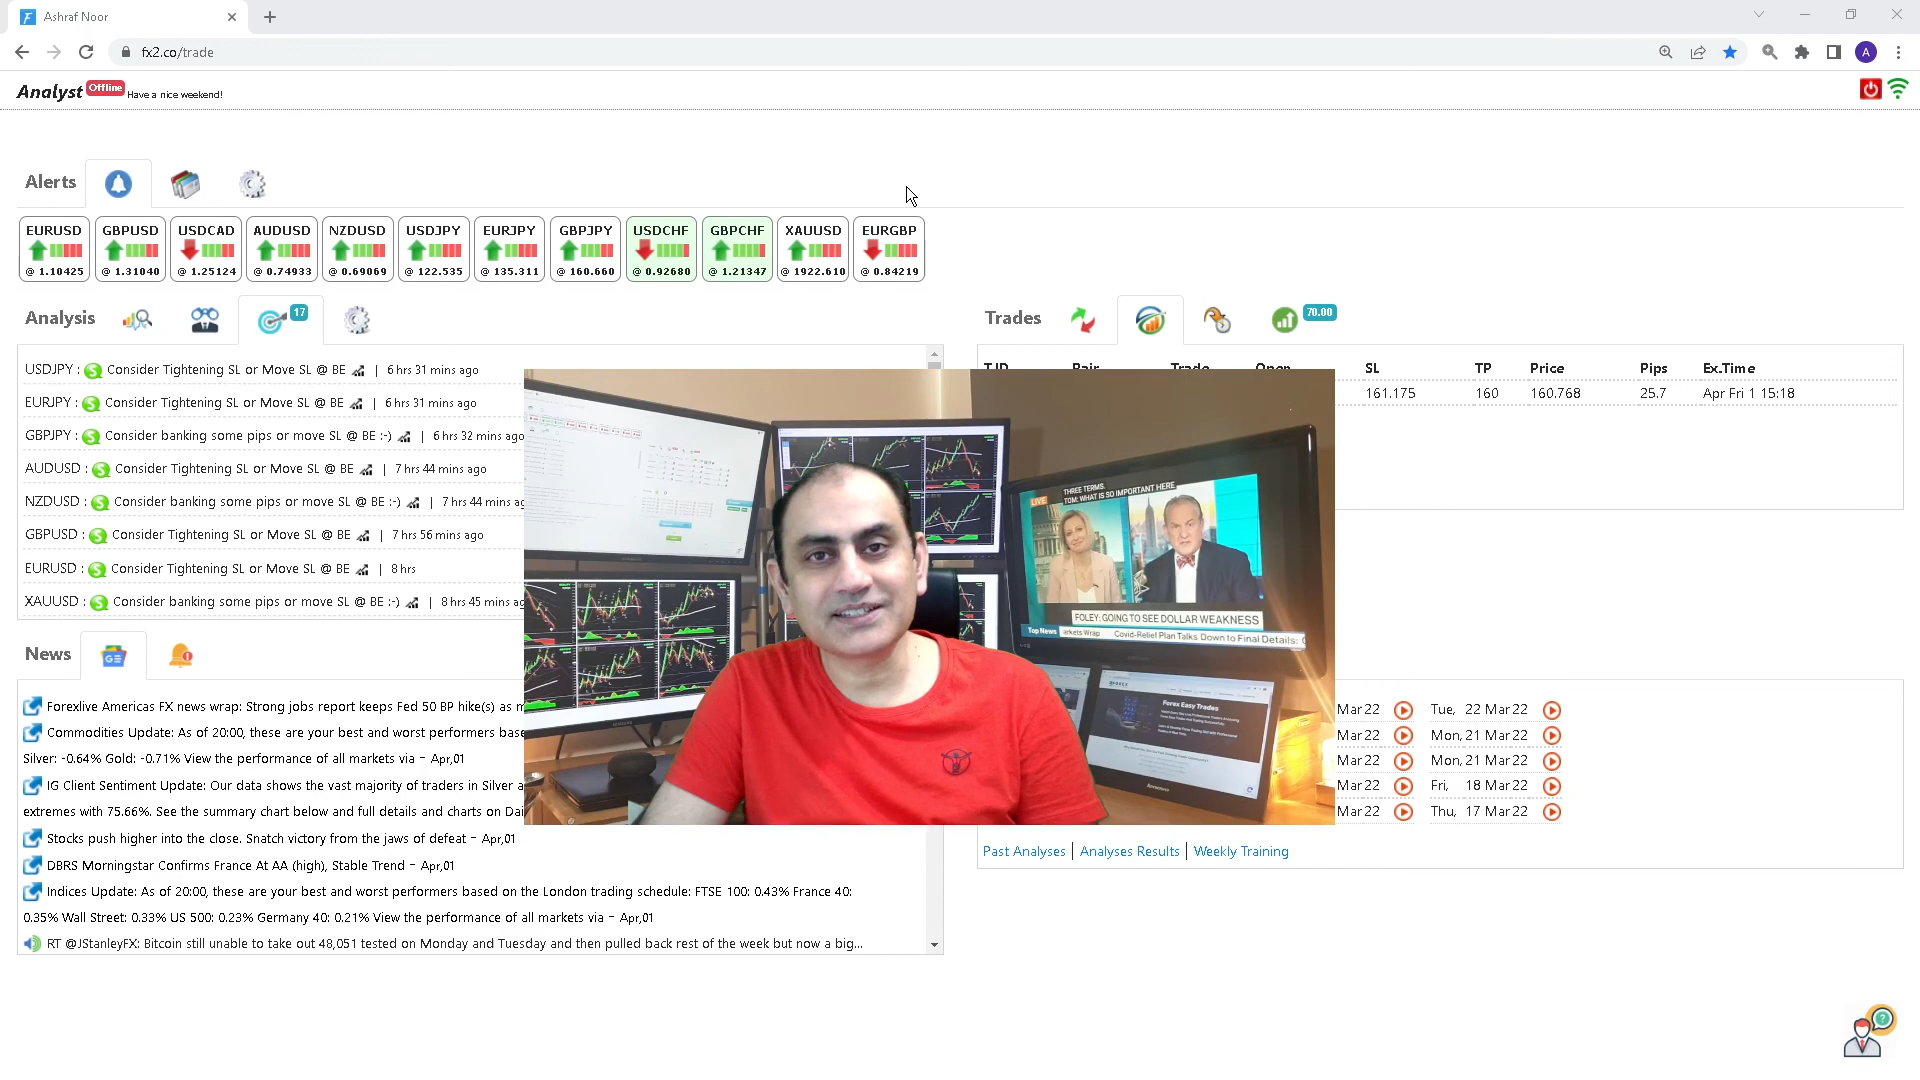 Ashraf Noor
fx2.co/trade
A
Analyst Offline Have a nice weekend!
Alerts
EURUSD GBPUSD USDCAD AUDUSD NZDUSD USDJPY EURJPY GBPJPY USDCHF GBPCHF XAUUSD EURGBP
@ 1.10425 @ 1.31040 @ 1.25124 @ 0.74933 @ 0.69069 @ 122.535 @ 135.311 @ 160.660 @ 0.92680 @ 1.21347 @ 1922.610 @ 0.84219
Analysis 17
USDJPY : Consider Tightening SL or Move SL @ BE | 6 hrs 31 mins ago
EURJPY : Consider Tightening SL or Move SL @ BE | 6 hrs 31 mins ago
GBPJPY : Consider banking some pips or move SL @ BE :-) | 6 hrs 32 mins ago
AUDUSD : Consider Tightening SL or Move SL @ BE | 7 hrs 44 mins ago
NZDUSD : Consider banking some pips or move SL @ BE :-) | 7 hrs 44 mins ag
GBPUSD : Consider Tightening SL or Move SL @ BE | 7 hrs 56 mins ago
EURUSD : Consider Tightening SL or Move SL @ BE | 8 hrs
XAUUSD : Consider banking some pips or move SL @ BE :-) | 8 hrs 45 mins ag
Trades 70.00
TID Pair Trade Open SL TP Price Pips Ex.Time
161.175 160 160.768 25.7 Apr Fri 1 15:18
LIVE
THREE TERMS.
TOM: WHAT IS SO IMPORTANT HERE
FOLEY: GOING TO SEE DOLLAR WEAKNESS
Top News arkets Wrap Covid-Relief Plan Talks Down to Final Details:
Forex Easy Trades
News
Forexlive Americas FX news wrap: Strong jobs report keeps Fed 50 BP hike(s) as
Commodities Update: As of 20:00, these are your best and worst performers base
Silver: -0.64% Gold: -0.71% View the performance of all markets via - Apr,01
IG Client Sentiment Update: Our data shows the vast majority of traders in Silver a
extremes with 75.66%. See the summary chart below and full details and charts on Dai
Stocks push higher into the close. Snatch victory from the jaws of defeat - Apr,01
DBRS Morningstar Confirms France At AA (high), Stable Trend - Apr,01
Indices Update: As of 20:00, these are your best and worst performers based on the London trading schedule: FTSE 100: 0.43% France 40:
0.35% Wall Street: 0.33% US 500: 0.23% Germany 40: 0.21% View the performance of all markets via - Apr,01
RT @JStanleyFX: Bitcoin still unable to take out 48,051 tested on Monday and Tuesday and then pulled back rest of the week but now a big...
Mar 22 Tue, 22 Mar 22
Mar 22 Mon, 21 Mar 22
Mar 22 Mon, 21 Mar 22
Mar 22 Fri, 18 Mar 22
Mar 22 Thu, 17 Mar 22
Past Analyses | Analyses Results | Weekly Training